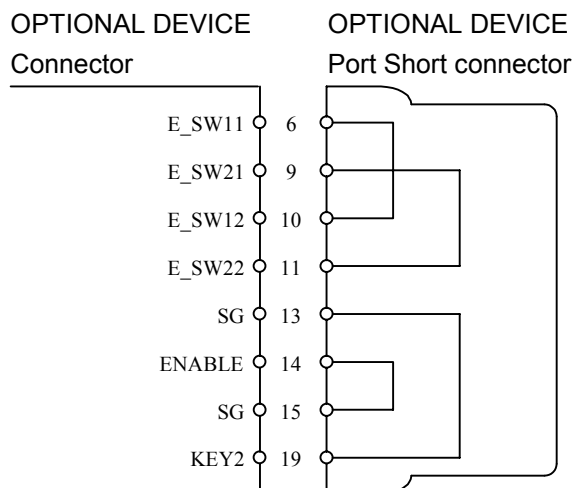 OPTIONAL DEVICE
Connector
OPTIONAL DEVICE
Port Short connector
E_SW11 6
E_SW21 9
E_SW12 10
E_SW22 11
SG 13
ENABLE 14
SG 15
KEY2 19